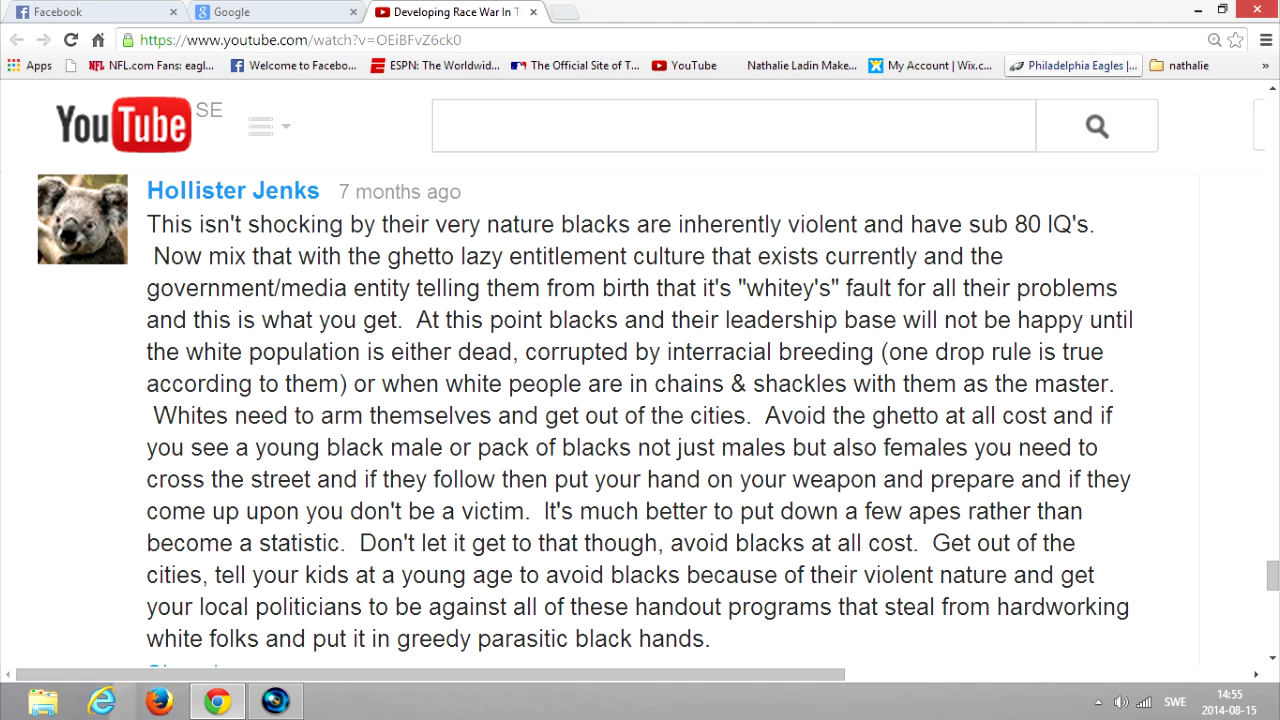 Facebook
Google
Developing Race War In T
https://www.youtube.com/watch?v=OEiBFvZ6ck0
Apps
NFL.com Fans: eagl...
Welcome to Facebo...
ESPN: The Worldwid...
The Official Site of T...
YouTube
Nathalie Ladin Make...
My Account | Wix.c...
Philadelphia Eagles |...
nathalie
»
YouTube SE
Hollister Jenks 7 months ago
This isn't shocking by their very nature blacks are inherently violent and have sub 80 IQ's.
Now mix that with the ghetto lazy entitlement culture that exists currently and the
government/media entity telling them from birth that it's "whitey's" fault for all their problems
and this is what you get.  At this point blacks and their leadership base will not be happy until
the white population is either dead, corrupted by interracial breeding (one drop rule is true
according to them) or when white people are in chains & shackles with them as the master.
Whites need to arm themselves and get out of the cities.  Avoid the ghetto at all cost and if
you see a young black male or pack of blacks not just males but also females you need to
cross the street and if they follow then put your hand on your weapon and prepare and if they
come up upon you don't be a victim.  It's much better to put down a few apes rather than
become a statistic.  Don't let it get to that though, avoid blacks at all cost.  Get out of the
cities, tell your kids at a young age to avoid blacks because of their violent nature and get
your local politicians to be against all of these handout programs that steal from hardworking
white folks and put it in greedy parasitic black hands.
SWE
14:55
2014-08-15